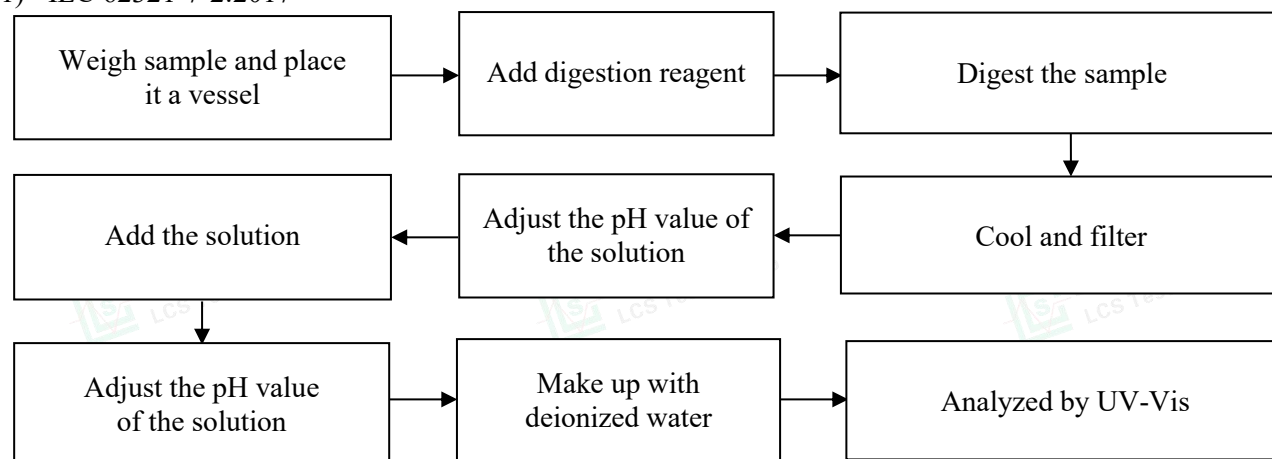 1) IEC 62321-7-2:2017
Weigh sample and place
it a vessel
Add digestion reagent
Digest the sample
Cool and filter
Adjust the pH value of
the solution
Add the solution
Adjust the pH value
of the solution
Make up with
deionized water
Analyzed by UV-Vis